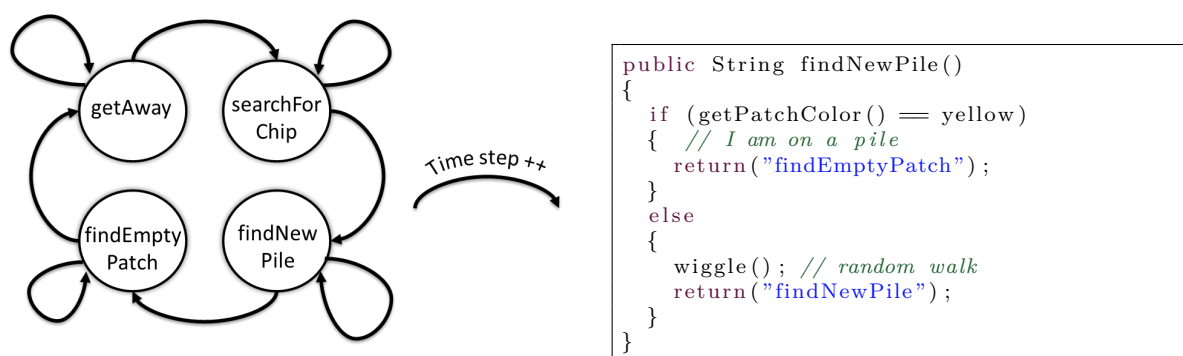 getAway
searchFor
Chip
findEmpty
Patch
findNew
Pile
Time step ++
public String findNewPile()
{
if (getPatchColor() == yellow)
{ // I am on a pile
return("findEmptyPatch");
}
else
{
wiggle(); // random walk
return("findNewPile");
}
}